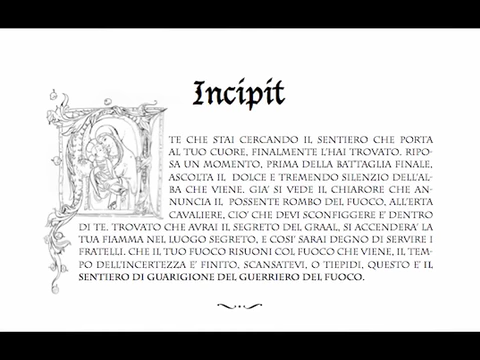 Incipit
TE CHE STAI CERCANDO IL SENTIERO CHE PORTA
AL TUO CUORE, FINALMENTE L'HAI TROVATO. RIPO-
SA UN MOMENTO, PRIMA DELLA BATTAGLIA FINALE,
ASCOLTA IL DOLCE E TREMENDO SILENZIO DELL'AL-
BA CHE VIENE. GIA' SI VEDE IL CHIARORE CHE AN-
NUNCIA IL POSSENTE ROMBO DEL FUOCO, ALL'ERTA
CAVALIERE, CIO' CHE DEVI SCONFIGGERE E' DENTRO
DI TE. TROVATO CHE AVRAI IL SEGRETO DEL GRAAL, SI ACCENDERA' LA
TUA FIAMMA NEL LUOGO SEGRETO, E COSI' SARAI DEGNO DI SERVIRE I
FRATELLI. CHE IL TUO FUOCO RISUONI COL FUOCO CHE VIENE, IL TEM-
PO DELL'INCERTEZZA E' FINITO, SCANSATEVI, O TIEPIDI, QUESTO E' IL
SENTIERO DI GUARIGIONE DEL GUERRIERO DEL FUOCO.